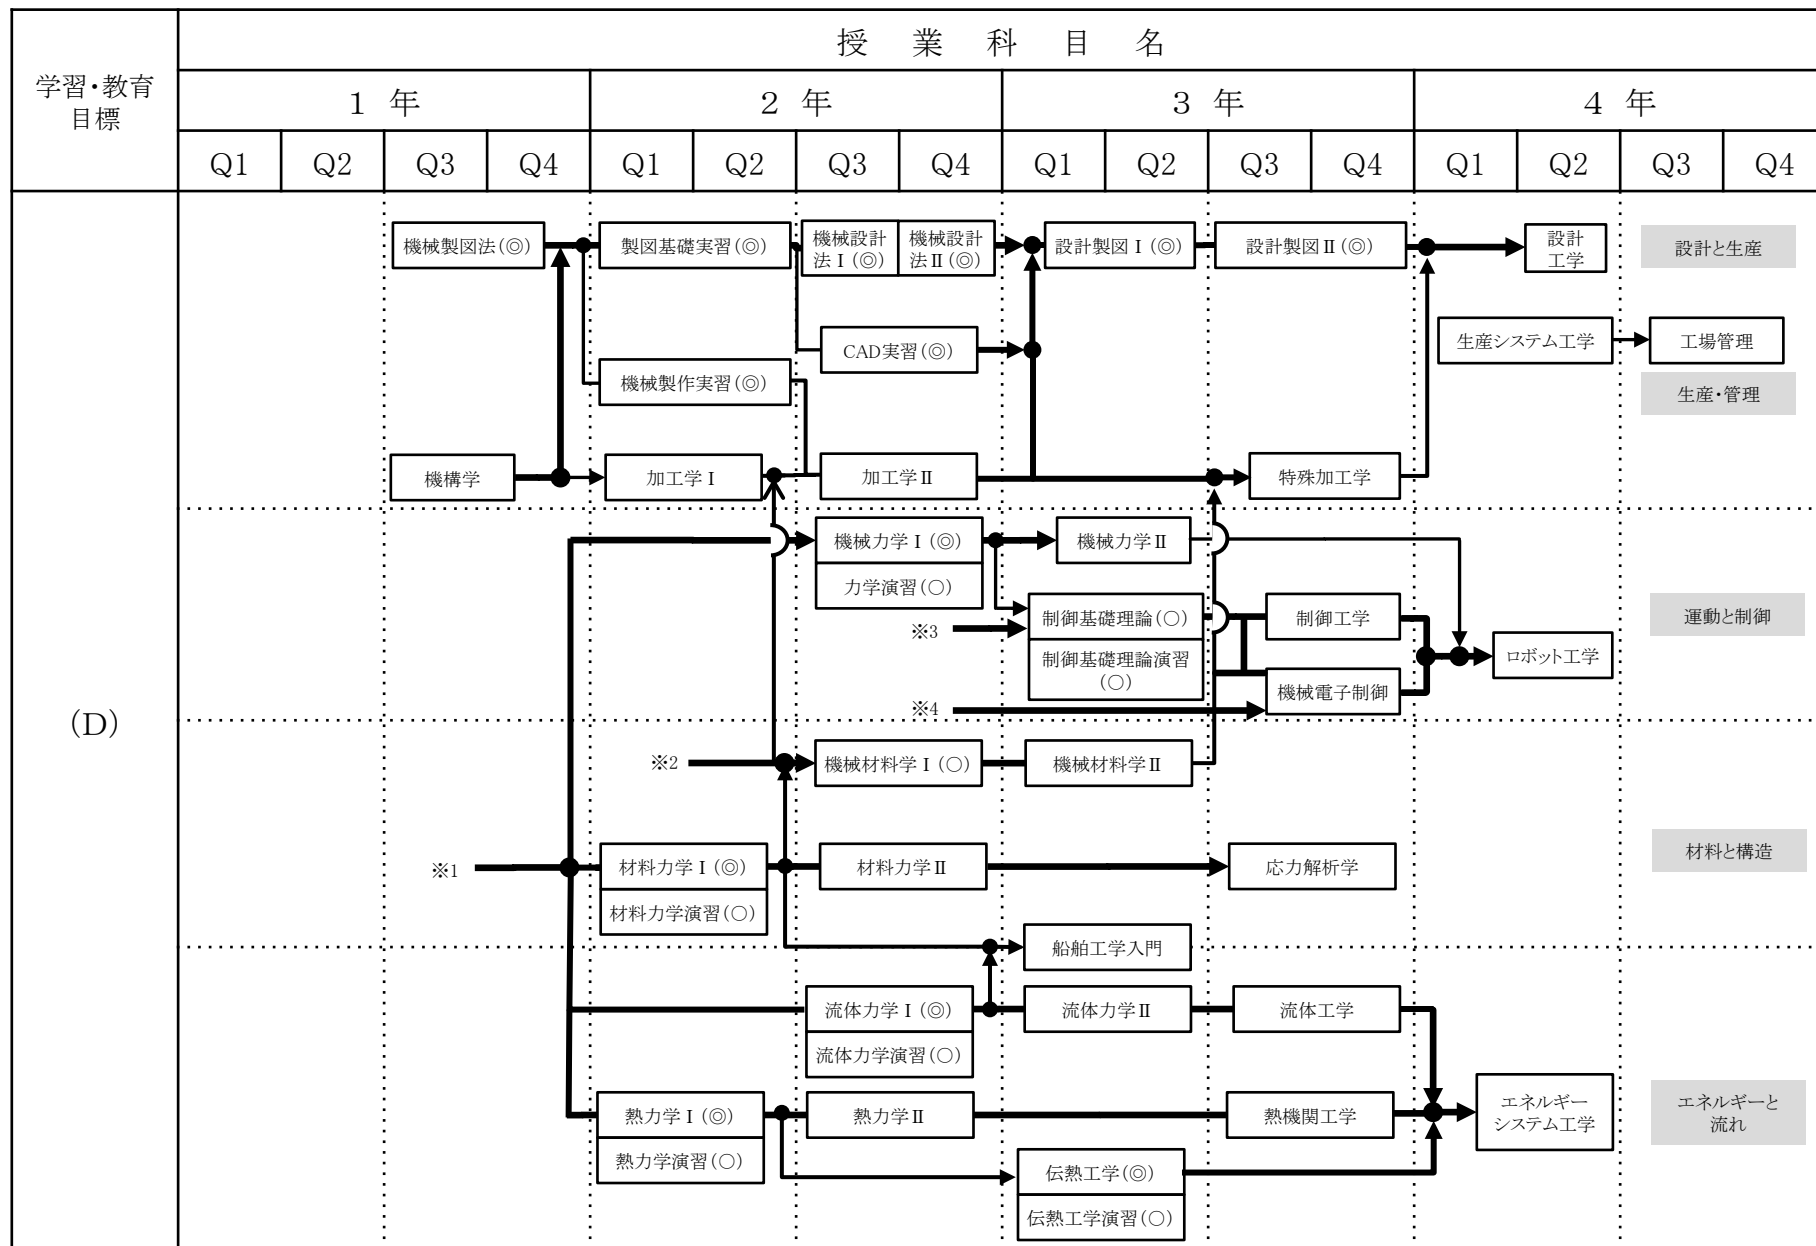 学習・教育
目標
授業科目名
1 年
2 年
3 年
4 年
Q1 Q2 Q3 Q4 Q1 Q2 Q3 Q4 Q1 Q2 Q3 Q4 Q1 Q2 Q3 Q4
(D)
機械製図法(◎)
製図基礎実習(◎)
機械設計
法Ⅰ(◎)
機械設計
法Ⅱ(◎)
設計製図Ⅰ(◎)
設計製図Ⅱ(◎)
設計
工学
設計と生産
CAD実習(◎)
生産システム工学
工場管理
機械製作実習(◎)
生産・管理
機構学
加工学Ⅰ
加工学Ⅱ
特殊加工学
機械力学Ⅰ(◎)
力学演習(○)
機械力学Ⅱ
※3
制御基礎理論(○)
制御基礎理論演習
(○)
制御工学
運動と制御
ロボット工学
※4
機械電子制御
※2
機械材料学Ⅰ(○)
機械材料学Ⅱ
※1
材料力学Ⅰ(◎)
材料力学演習(○)
材料力学Ⅱ
応力解析学
材料と構造
船舶工学入門
流体力学Ⅰ(◎)
流体力学演習(○)
流体力学Ⅱ
流体工学
熱力学Ⅰ(◎)
熱力学演習(○)
熱力学Ⅱ
熱機関工学
エネルギー
システム工学
エネルギーと
流れ
伝熱工学(◎)
伝熱工学演習(○)